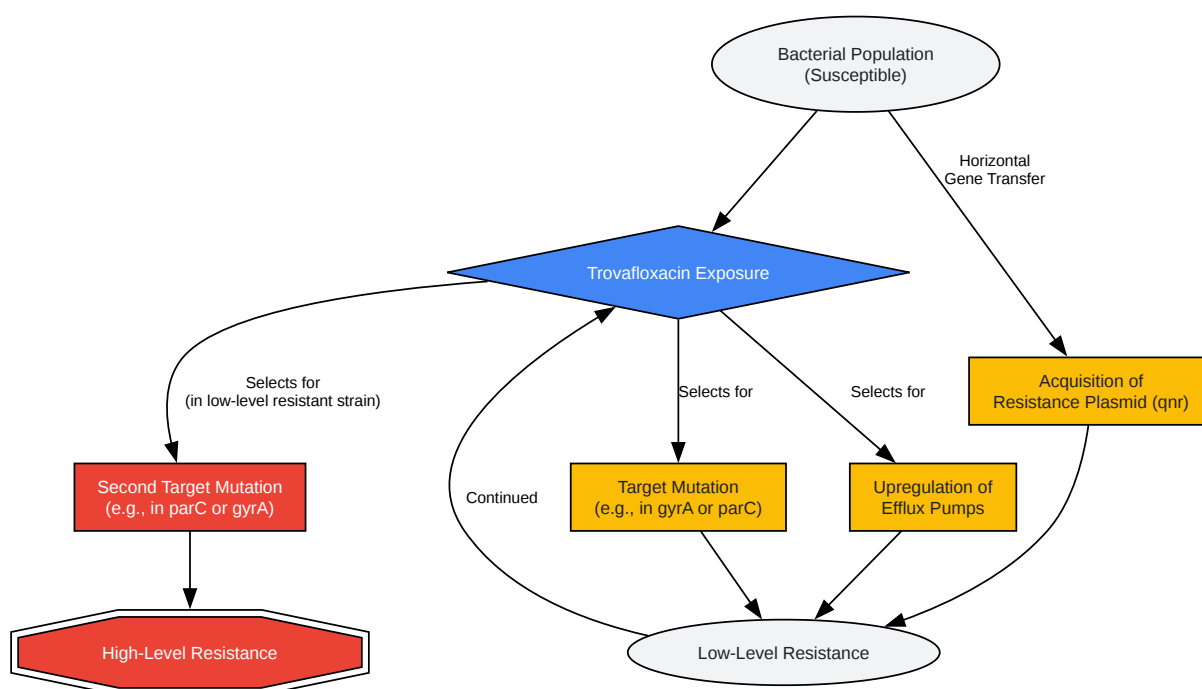 Bacterial Population
(Susceptible)
Horizontal
Gene Transfer
Trovafloxacin Exposure
Selects for
(in low-level resistant strain)
Selects for
Selects for
Acquisition of
Resistance Plasmid (qnr)
Second Target Mutation
(e.g., in parC or gyrA)
Continued
Target Mutation
(e.g., in gyrA or parC)
Upregulation of
Efflux Pumps
High-Level Resistance
Low-Level Resistance